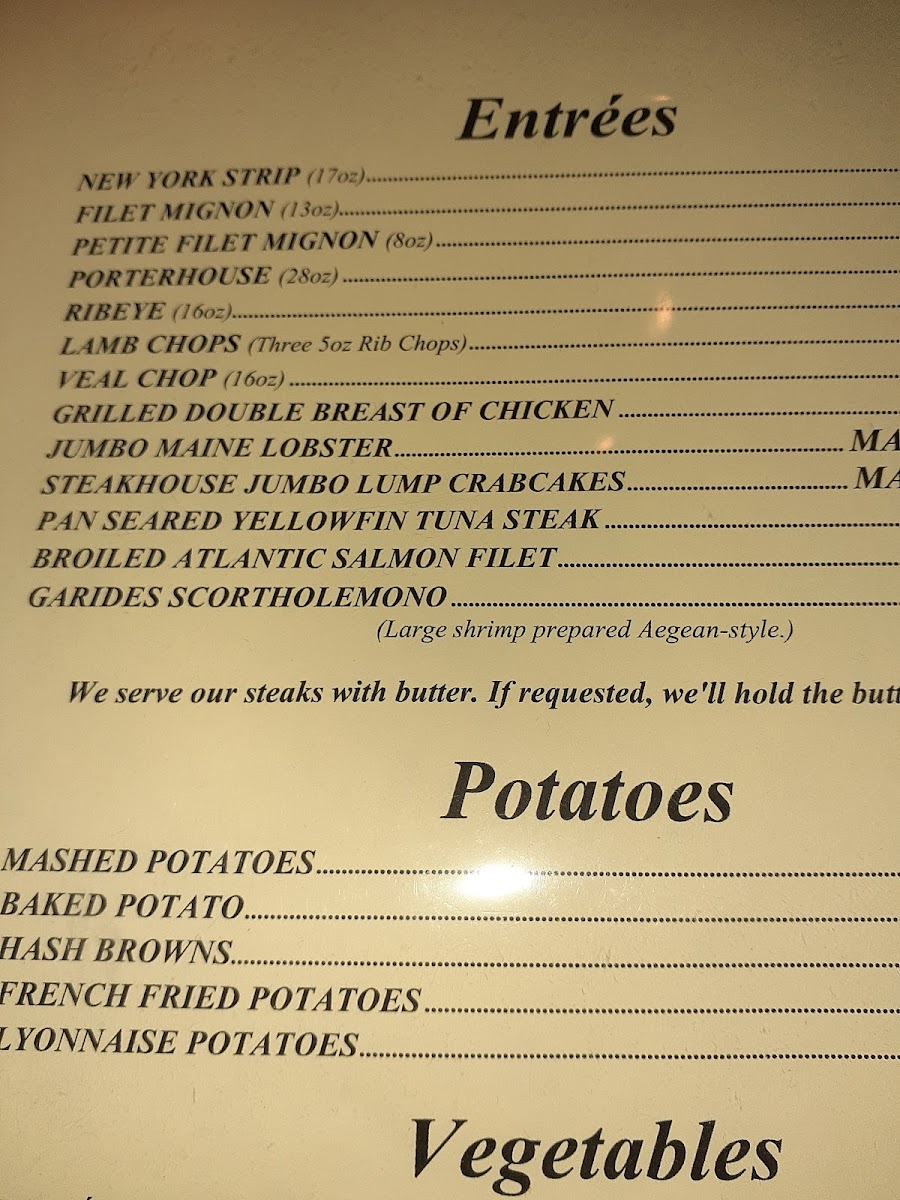 Entrées
NEW YORK STRIP (17oz)
FILET MIGNON (13oz)
PETITE FILET MIGNON (8oz)
PORTERHOUSE (28oz)
RIBEYE (16oz)
LAMB CHOPS (Three 5oz Rib Chops)
VEAL CHOP (16oz)
GRILLED DOUBLE BREAST OF CHICKEN
JUMBO MAINE LOBSTER MA
STEAKHOUSE JUMBO LUMP CRABCAKES MA
PAN SEARED YELLOWFIN TUNA STEAK
BROILED ATLANTIC SALMON FILET
GARIDES SCORTHOLEMONO
(Large shrimp prepared Aegean-style.)
We serve our steaks with butter. If requested, we'll hold the butt
Potatoes
MASHED POTATOES
BAKED POTATO
HASH BROWNS
FRENCH FRIED POTATOES
LYONNAISE POTATOES
Vegetables